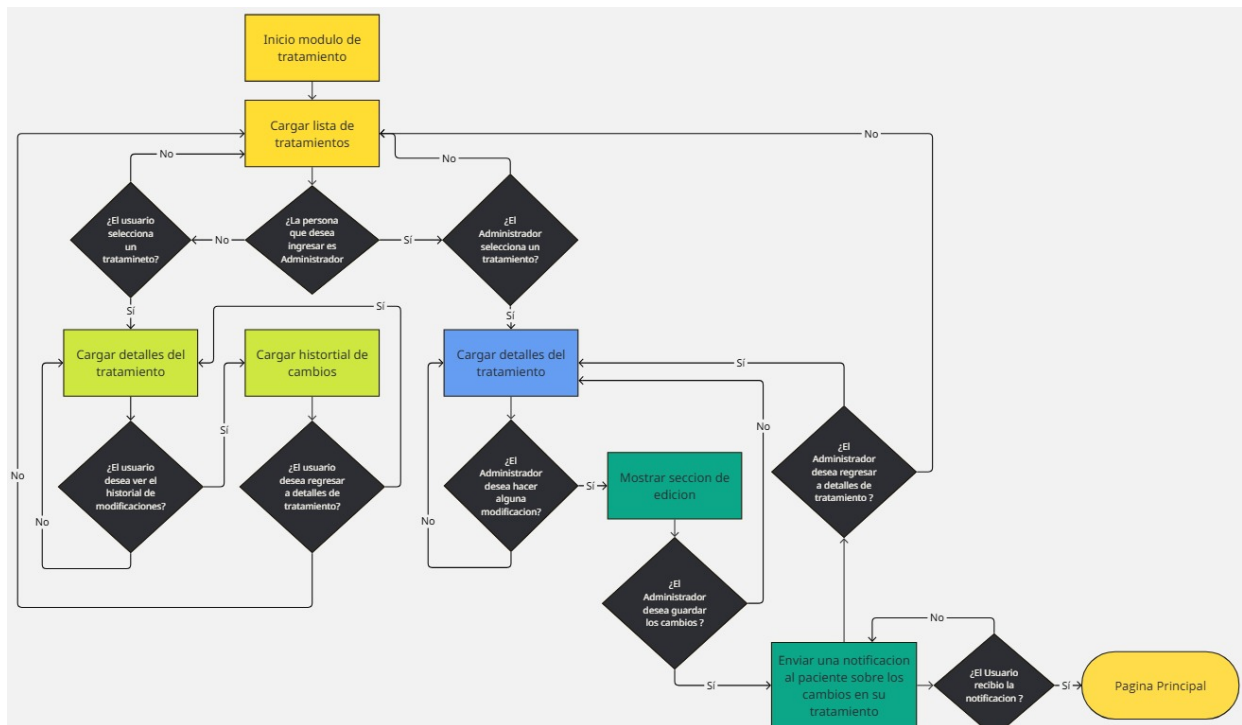 Inicio modulo de
tratamiento
Cargar lista de
tratamientos
No
No
No
¿El usuario
selecciona
un
tratamineto?
No
¿La persona
que desea
ingresar es
Administrador
Sí
¿El
Administrador
selecciona un
tratamiento?
Sí
Sí
Sí
Cargar detalles del
tratamiento
Cargar histortial de
cambios
Cargar detalles del
tratamiento
Sí
Sí
No
No
¿El usuario
desea ver el
historial de
modificaciones?
¿El usuario
desea regresar
a detalles de
tratamiento?
¿El
Administrador
desea hacer
alguna
modificacion?
Sí
Mostrar seccion de
edicion
¿El
Administrador
desea regresar
a detalles de
tratamiento ?
No
No
¿El
Administrador
desea guardar
los cambios ?
No
Sí
Enviar una notificacion
al paciente sobre los
cambios en su
tratamiento
¿El Usuario
recibio la
notificacion ?
Sí
Pagina Principal